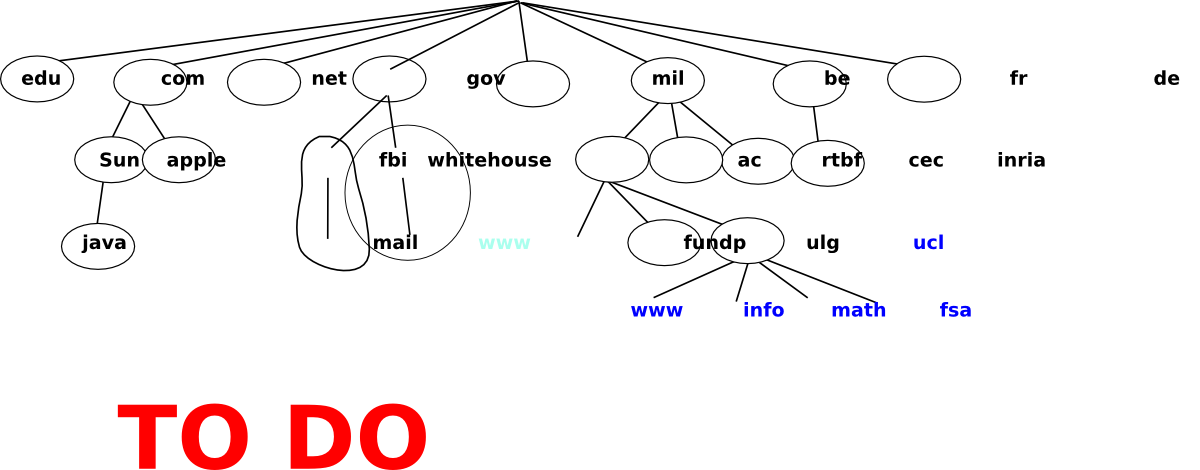 edu com net gov mil be fr de
Sun apple fbi whitehouse ac rtbf cec inria
java mail www fundp ulg ucl
www info math fsa
TO DO